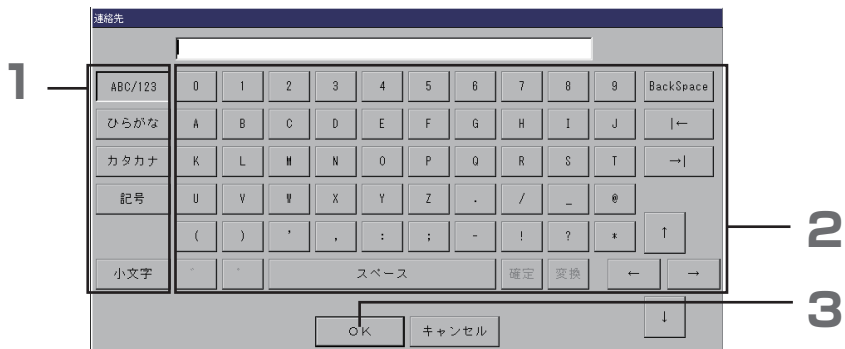 連絡先
1
ABC/123 0 1 2 3 4 5 6 7 8 9 BackSpace
ひらがな A B C D E F G H I J |←
カタカナ K L M N O P Q R S T →|
記号 U V W X Y Z . / _ @
( ) ' , : ; - ! ? * ↑
2
小文字 ゛ ゜ スペース 確定 変換 ← →
3
OK キャンセル ↓